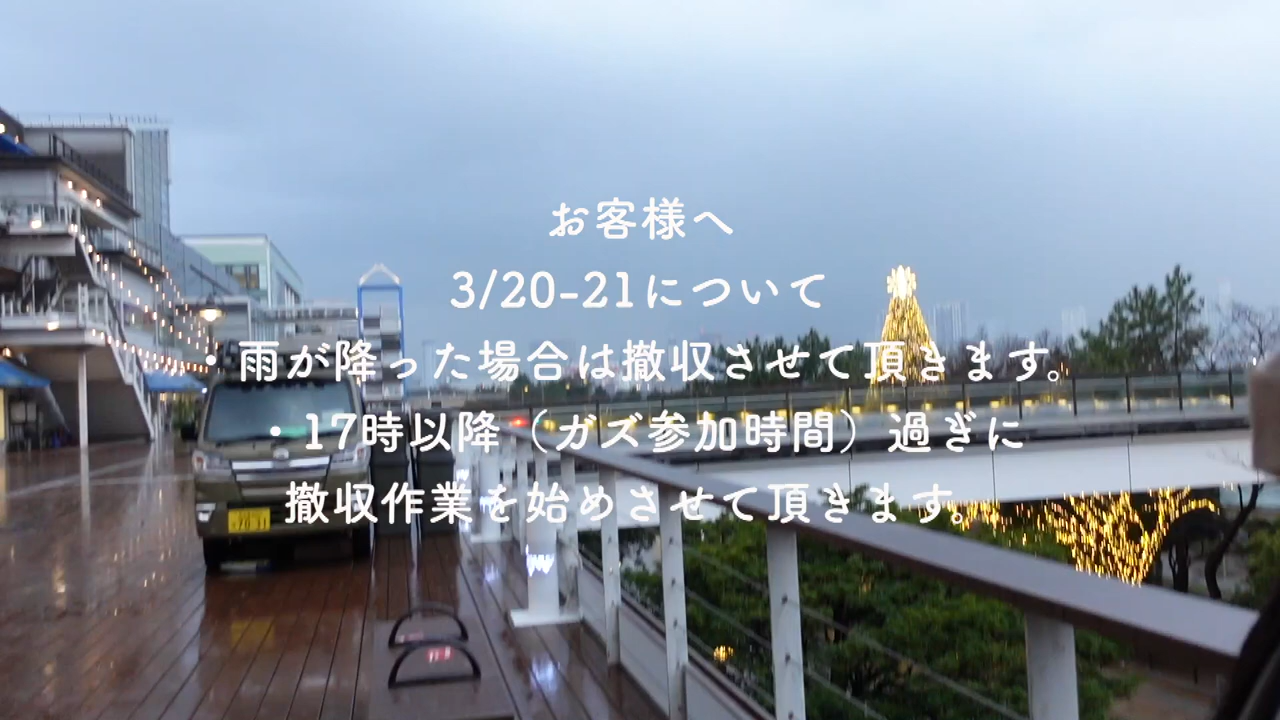 お客様へ
3/20-21について
・雨が降った場合は撤収させて頂きます。
・17時以降（ガズ参加時間）過ぎに
撤収作業を始めさせて頂きます。